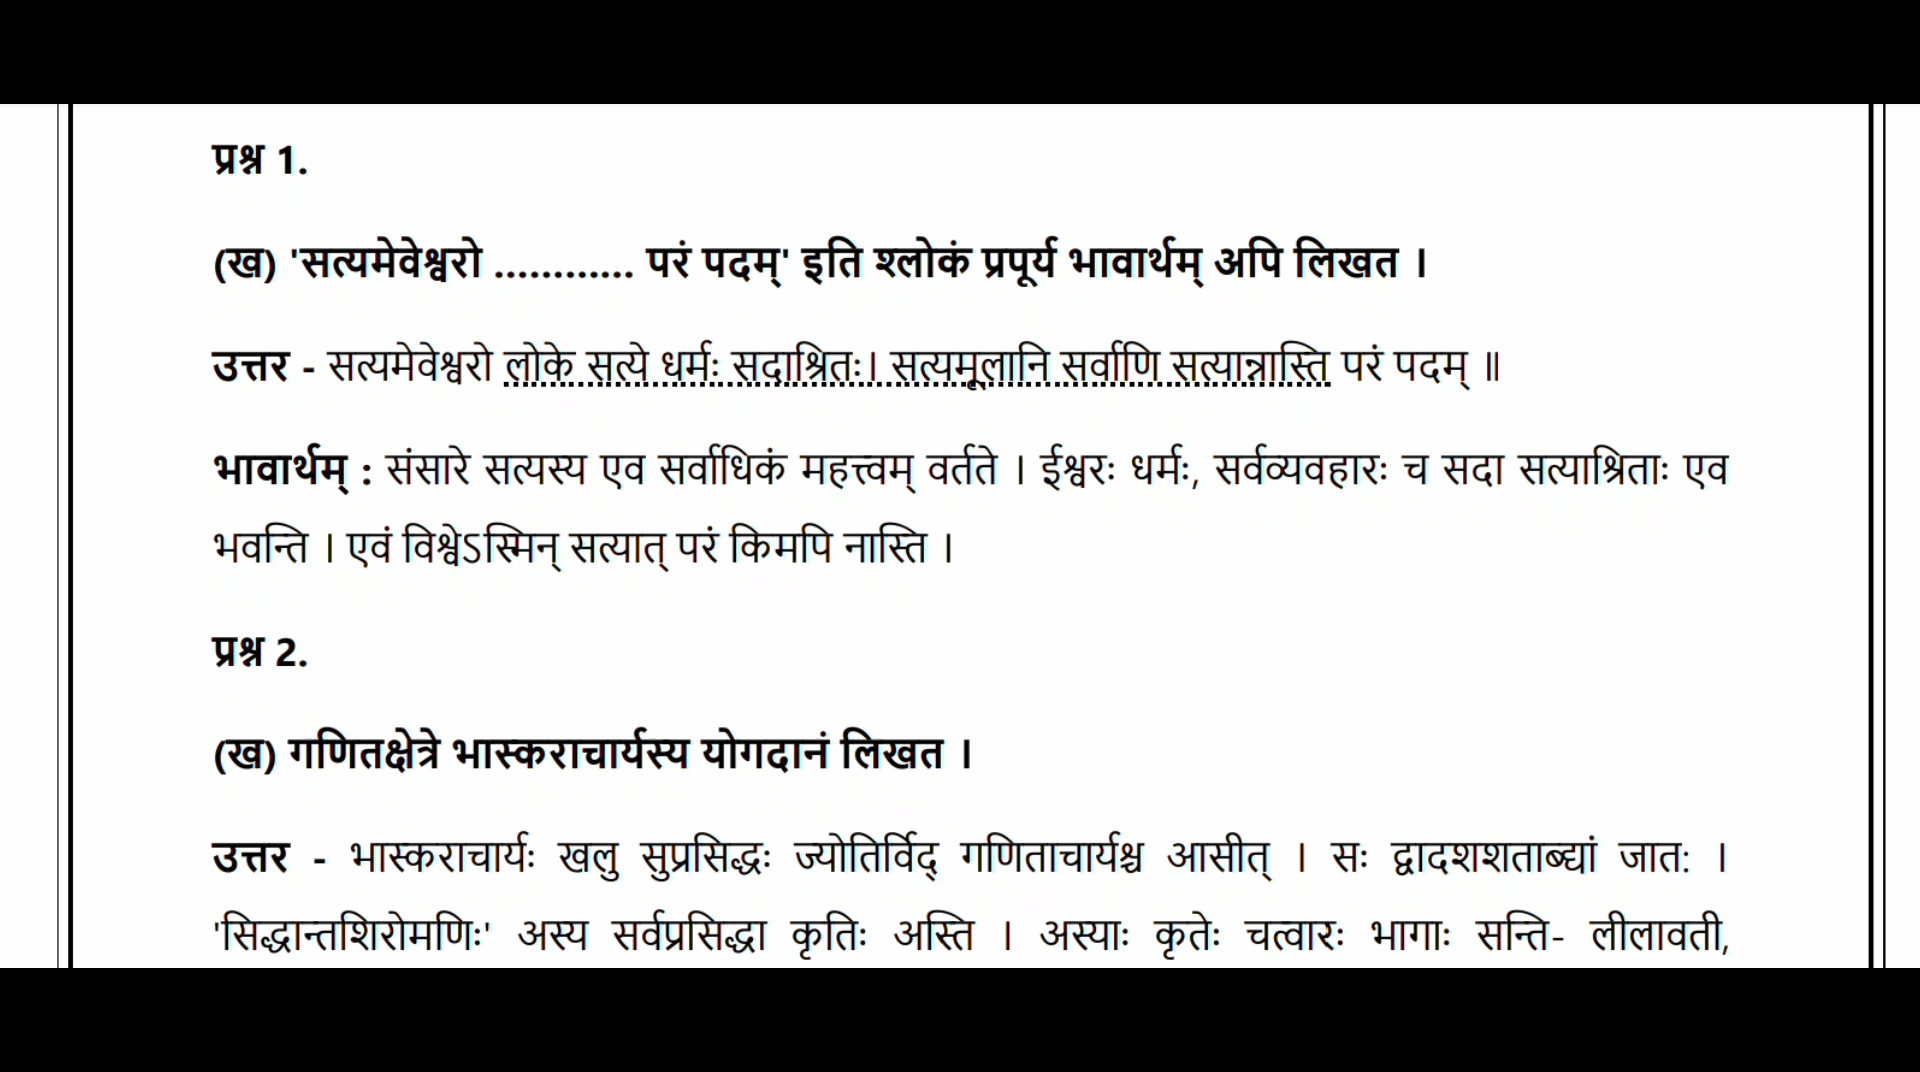 प्रश्न 1.
(ख) 'सत्यमेवेश्वरो ............ परं पदम्' इति श्लोकं प्रपूर्य भावार्थम् अपि लिखत ।
उत्तर - सत्यमेवेश्वरो लोके सत्ये धर्मः सदाश्रितः। सत्यमूलानि सर्वाणि सत्यान्नास्ति परं पदम् ॥
भावार्थम् : संसारे सत्यस्य एव सर्वाधिकं महत्त्वम् वर्तते । ईश्वरः धर्मः, सर्वव्यवहारः च सदा सत्याश्रिताः एव
भवन्ति । एवं विश्वेऽस्मिन् सत्यात् परं किमपि नास्ति ।
प्रश्न 2.
(ख) गणितक्षेत्रे भास्कराचार्यस्य योगदानं लिखत ।
उत्तर - भास्कराचार्यः खलु सुप्रसिद्धः ज्योतिर्विद् गणिताचार्यश्च आसीत् । सः द्वादशशताब्द्यां जात: ।
'सिद्धान्तशिरोमणिः' अस्य सर्वप्रसिद्धा कृतिः अस्ति । अस्याः कृतेः चत्वारः भागाः सन्ति- लीलावती,